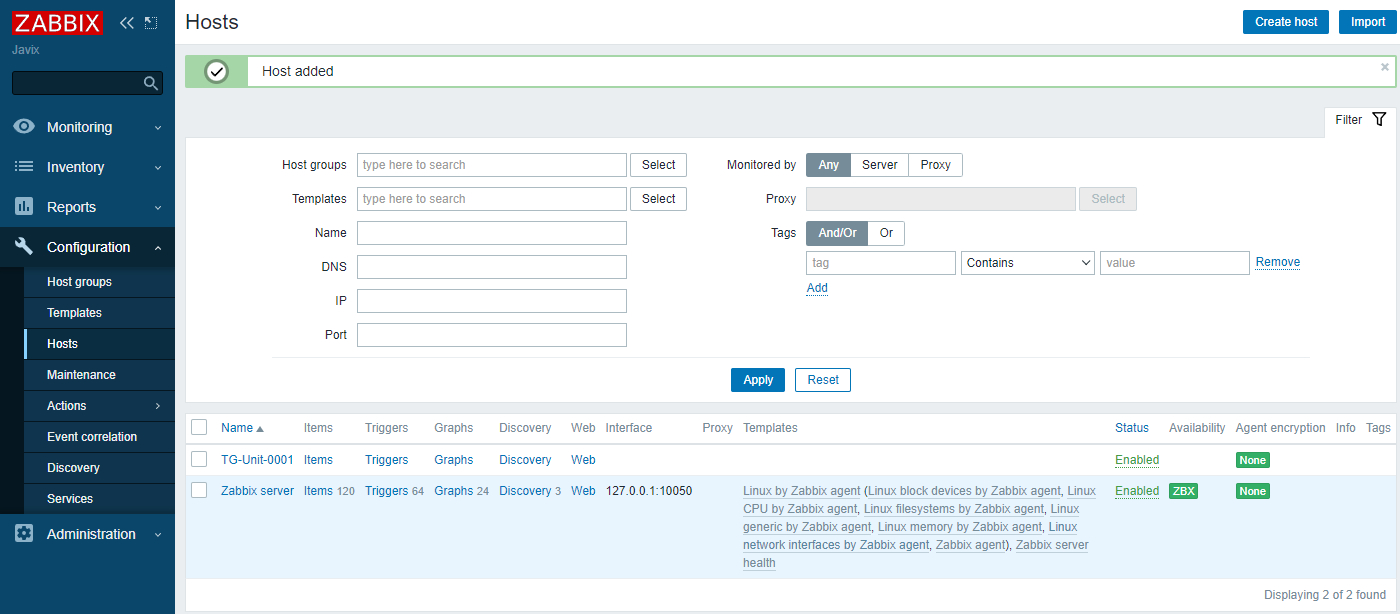 ZABBIX
Javix
Monitoring
Inventory
Reports
Configuration
Host groups
Templates
Hosts
Maintenance
Actions
Event correlation
Discovery
Services
Administration
Hosts
Create host Import
Host added
Filter
Host groups type here to search Select
Templates type here to search Select
Name
DNS
IP
Port
Monitored by Any Server Proxy
Proxy Select
Tags And/Or Or
tag Contains value Remove
Add
Apply Reset
Name Items Triggers Graphs Discovery Web Interface Proxy Templates Status Availability Agent encryption Info Tags
TG-Unit-0001 Items Triggers Graphs Discovery Web Enabled None
Zabbix server Items 120 Triggers 64 Graphs 24 Discovery 3 Web 127.0.0.1:10050 Linux by Zabbix agent (Linux block devices by Zabbix agent, Linux Enabled ZBX None
CPU by Zabbix agent, Linux filesystems by Zabbix agent, Linux
generic by Zabbix agent, Linux memory by Zabbix agent, Linux
network interfaces by Zabbix agent, Zabbix agent), Zabbix server
health
Displaying 2 of 2 found